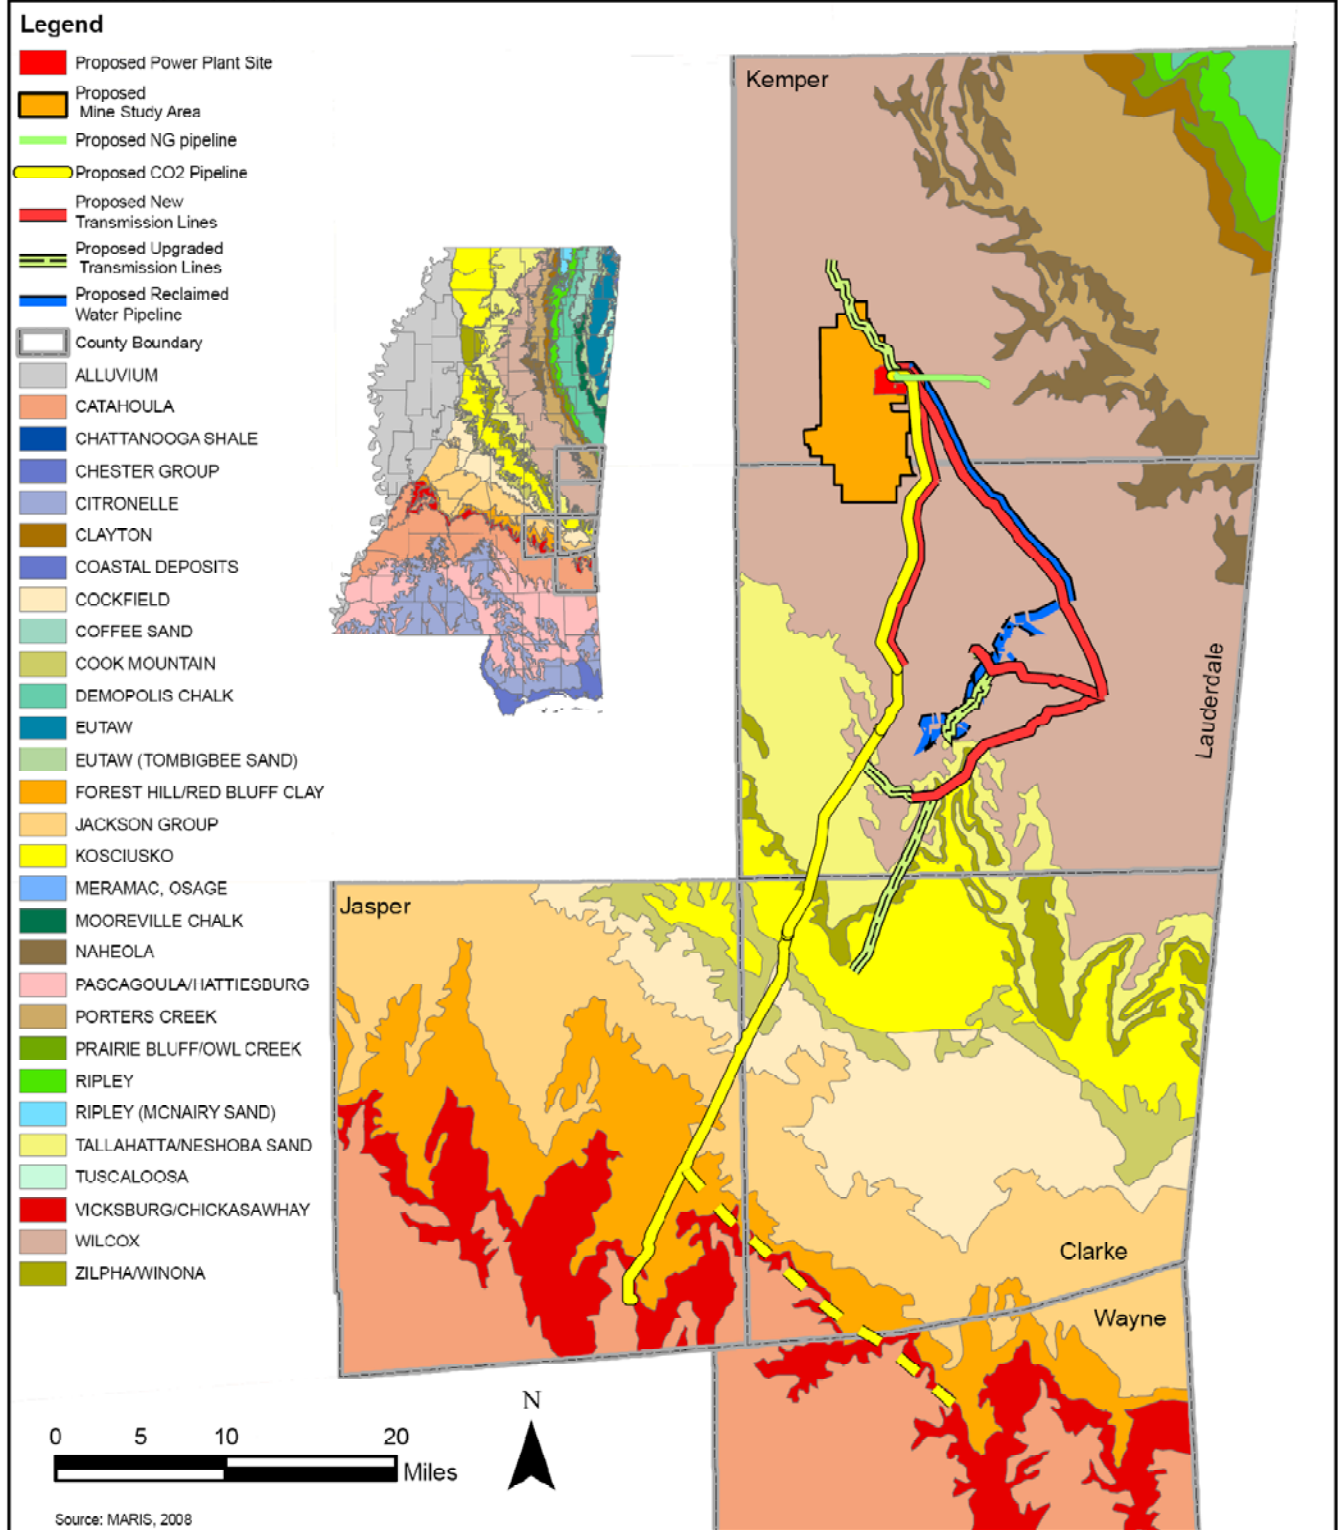 Legend
Proposed Power Plant Site
Proposed
Mine Study Area
Proposed NG pipeline
Proposed CO2 Pipeline
Proposed New
Transmission Lines
Proposed Upgraded
Transmission Lines
Proposed Reclaimed
Water Pipeline
County Boundary
ALLUVIUM
CATAHOULA
CHATTANOOGA SHALE
CHESTER GROUP
CITRONELLE
CLAYTON
COASTAL DEPOSITS
COCKFIELD
COFFEE SAND
COOK MOUNTAIN
DEMOPOLIS CHALK
EUTAW
EUTAW (TOMBIGBEE SAND)
FOREST HILL/RED BLUFF CLAY
JACKSON GROUP
KOSCIUSKO
MERAMAC, OSAGE
MOOREVILLE CHALK
NAHEOLA
PASCAGOULA/HATTIESBURG
PORTERS CREEK
PRAIRIE BLUFF/OWL CREEK
RIPLEY
RIPLEY (MCNAIRY SAND)
TALLAHATTA/NESHOBA SAND
TUSCALOOSA
VICKSBURG/CHICKASAWHAY
WILCOX
ZILPHA/WINONA
Kemper
Lauderdale
Jasper
Clarke
Wayne
N
0 5 10 20
Miles
Source: MARIS, 2008